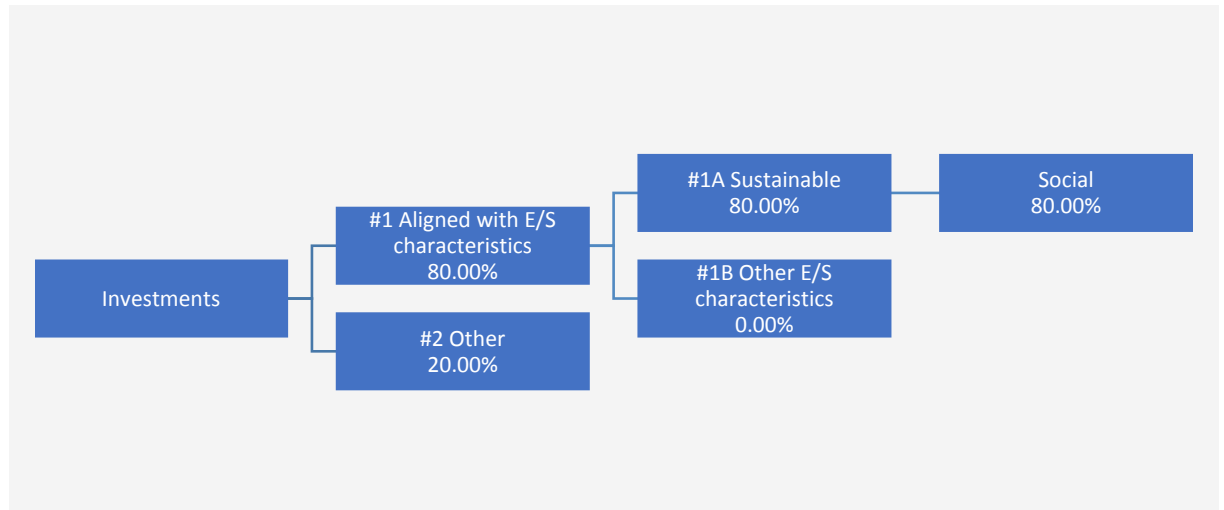 Investments
#1 Aligned with E/S
characteristics
80.00%
#2 Other
20.00%
#1A Sustainable
80.00%
#1B Other E/S
characteristics
0.00%
Social
80.00%